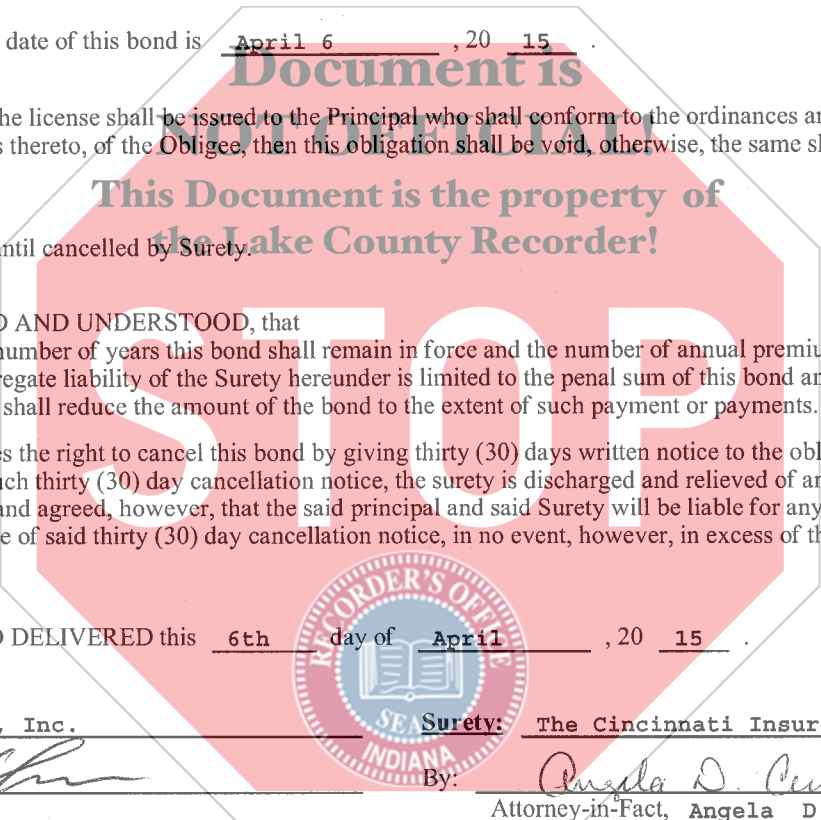 date of this bond is April 6 , 20 15 .
Document is
he license shall be issued to the Principal who shall conform to the ordinances an
NOT OFFICIAL!
s thereto, of the Obligee, then this obligation shall be void, otherwise, the same sh
This Document is the property of
the Lake County Recorder!
ntil cancelled by Surety.
D AND UNDERSTOOD, that
number of years this bond shall remain in force and the number of annual premiu
regate liability of the Surety hereunder is limited to the penal sum of this bond an
shall reduce the amount of the bond to the extent of such payment or payments.
STOP
es the right to cancel this bond by giving thirty (30) days written notice to the obl
uch thirty (30) day cancellation notice, the surety is discharged and relieved of an
and agreed, however, that the said principal and said Surety will be liable for any
e of said thirty (30) day cancellation notice, in no event, however, in excess of th
RECORDER'S OFFICE
D DELIVERED this 6th day of April , 20 15 .
SEAL
INDIANA
, Inc. Surety: The Cincinnati Insur
By: Angela D. Cu
Attorney-in-Fact, Angela D